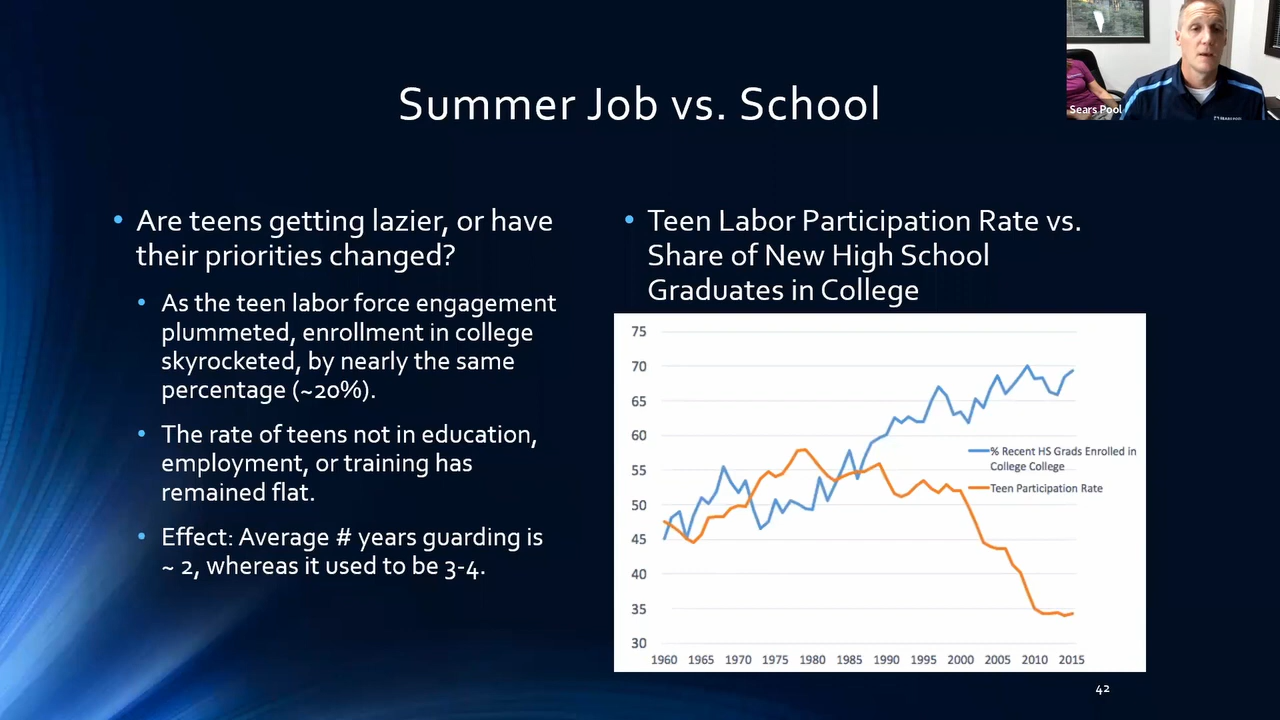 Sears Pool
Summer Job vs. School
• Are teens getting lazier, or have
their priorities changed?
• As the teen labor force engagement
plummeted, enrollment in college
skyrocketed, by nearly the same
percentage (~20%).
• The rate of teens not in education,
employment, or training has
remained flat.
• Effect: Average # years guarding is
~ 2, whereas it used to be 3-4.
• Teen Labor Participation Rate vs.
Share of New High School
Graduates in College
75
70
65
60
55
50
45
40
35
30
% Recent HS Grads Enrolled in
College College
Teen Participation Rate
1960 1965 1970 1975 1980 1985 1990 1995 2000 2005 2010 2015
42